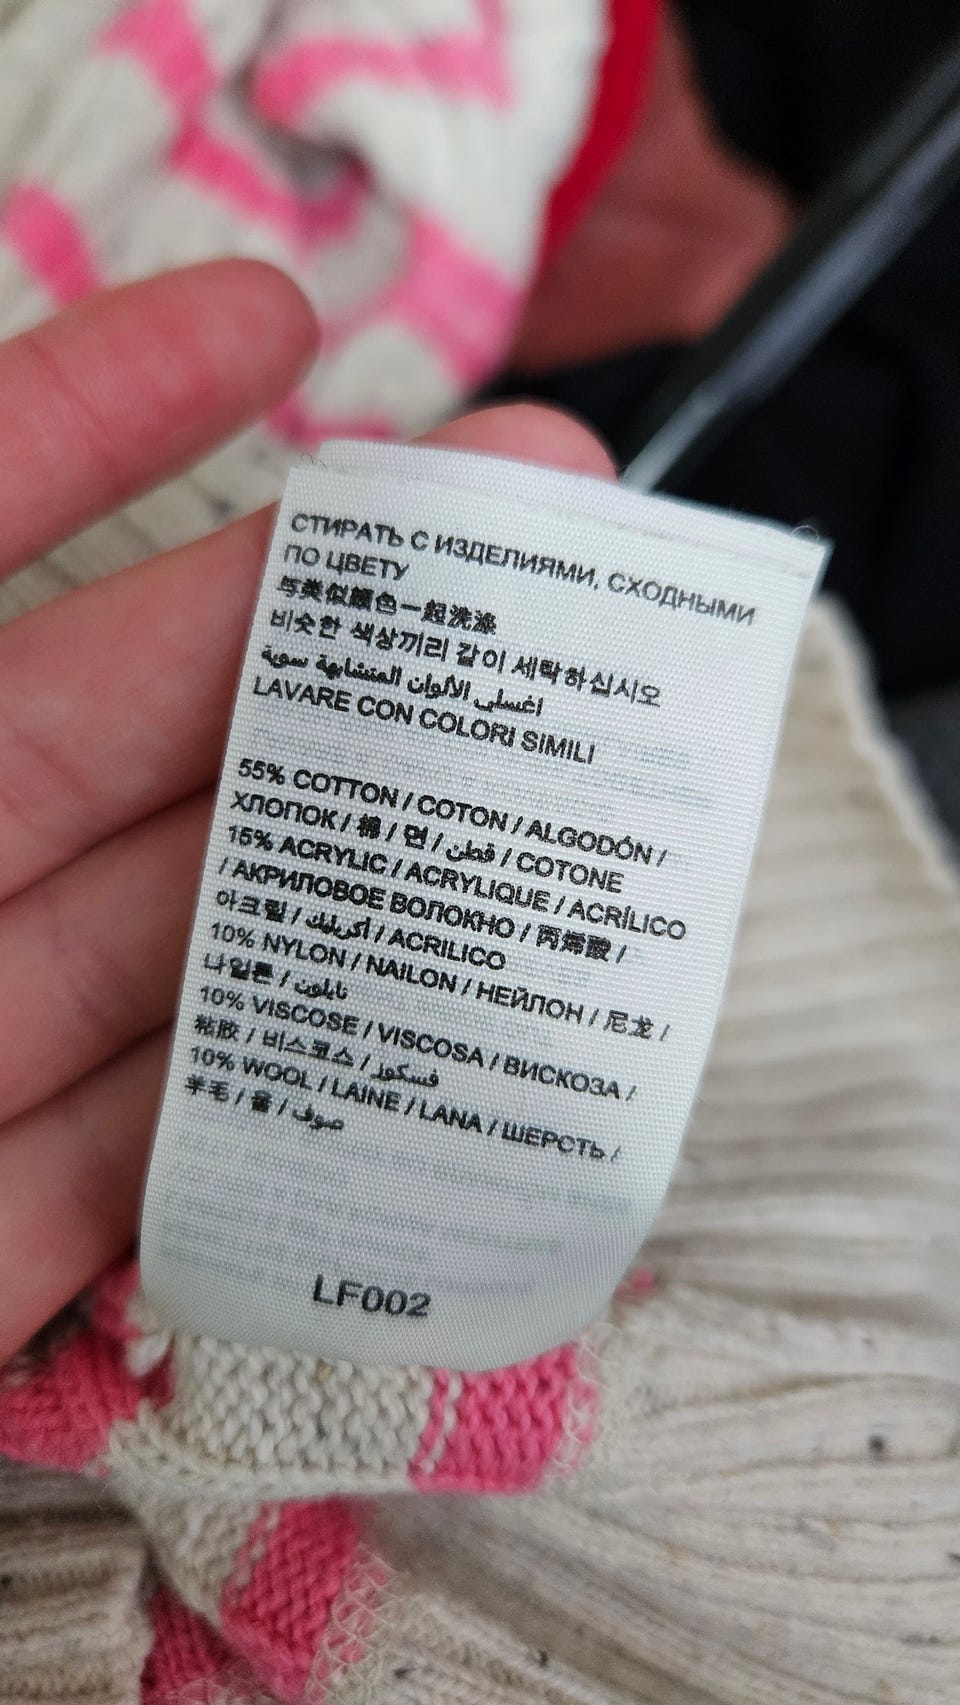 СТИРАТЬ С ИЗДЕЛИЯМИ, СХОДНЫМИ
ПО ЦВЕТУ
与类似颜色一起洗涤
비슷한 색상끼리 같이 세탁하십시오
اغسلي الألوان المتشابهة سوية
LAVARE CON COLORI SIMILI
55% COTTON / COTON / ALGODÓN /
ХЛОПОК / 棉 / 면 / قطن / COTONE
15% ACRYLIC / ACRYLIQUE / ACRÍLICO
/ АКРИЛОВОЕ ВОЛОКНО / 丙烯酸 /
아크릴 / أكريليك / ACRILICO
10% NYLON / NAILON / НЕЙЛОН / 尼龙 /
나일론 / نايلون
10% VISCOSE / VISCOSA / ВИСКОЗА /
粘胶 / 비스코스 / فسكوز
10% WOOL / LAINE / LANA / ШЕРСТЬ /
羊毛 / 울 / صوف
LF002